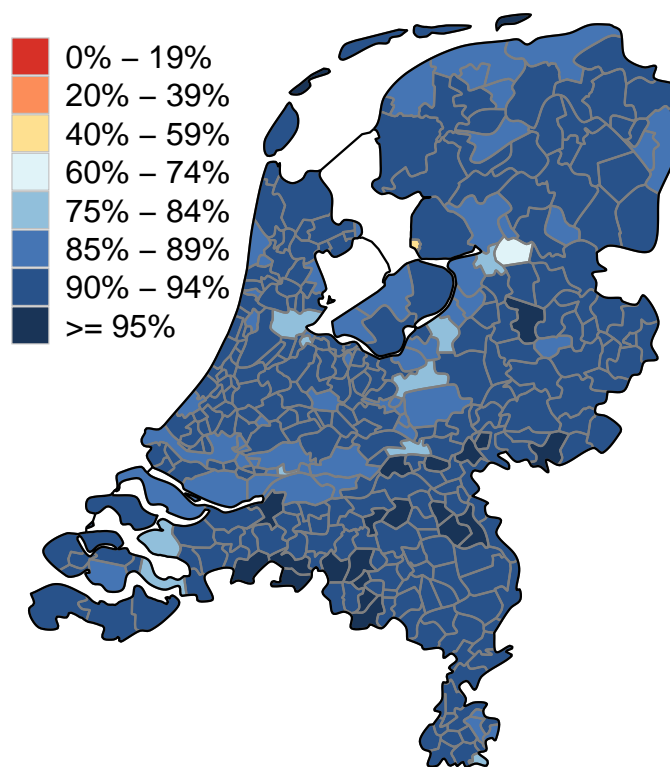 0% – 19%
20% – 39%
40% – 59%
60% – 74%
75% – 84%
85% – 89%
90% – 94%
>= 95%